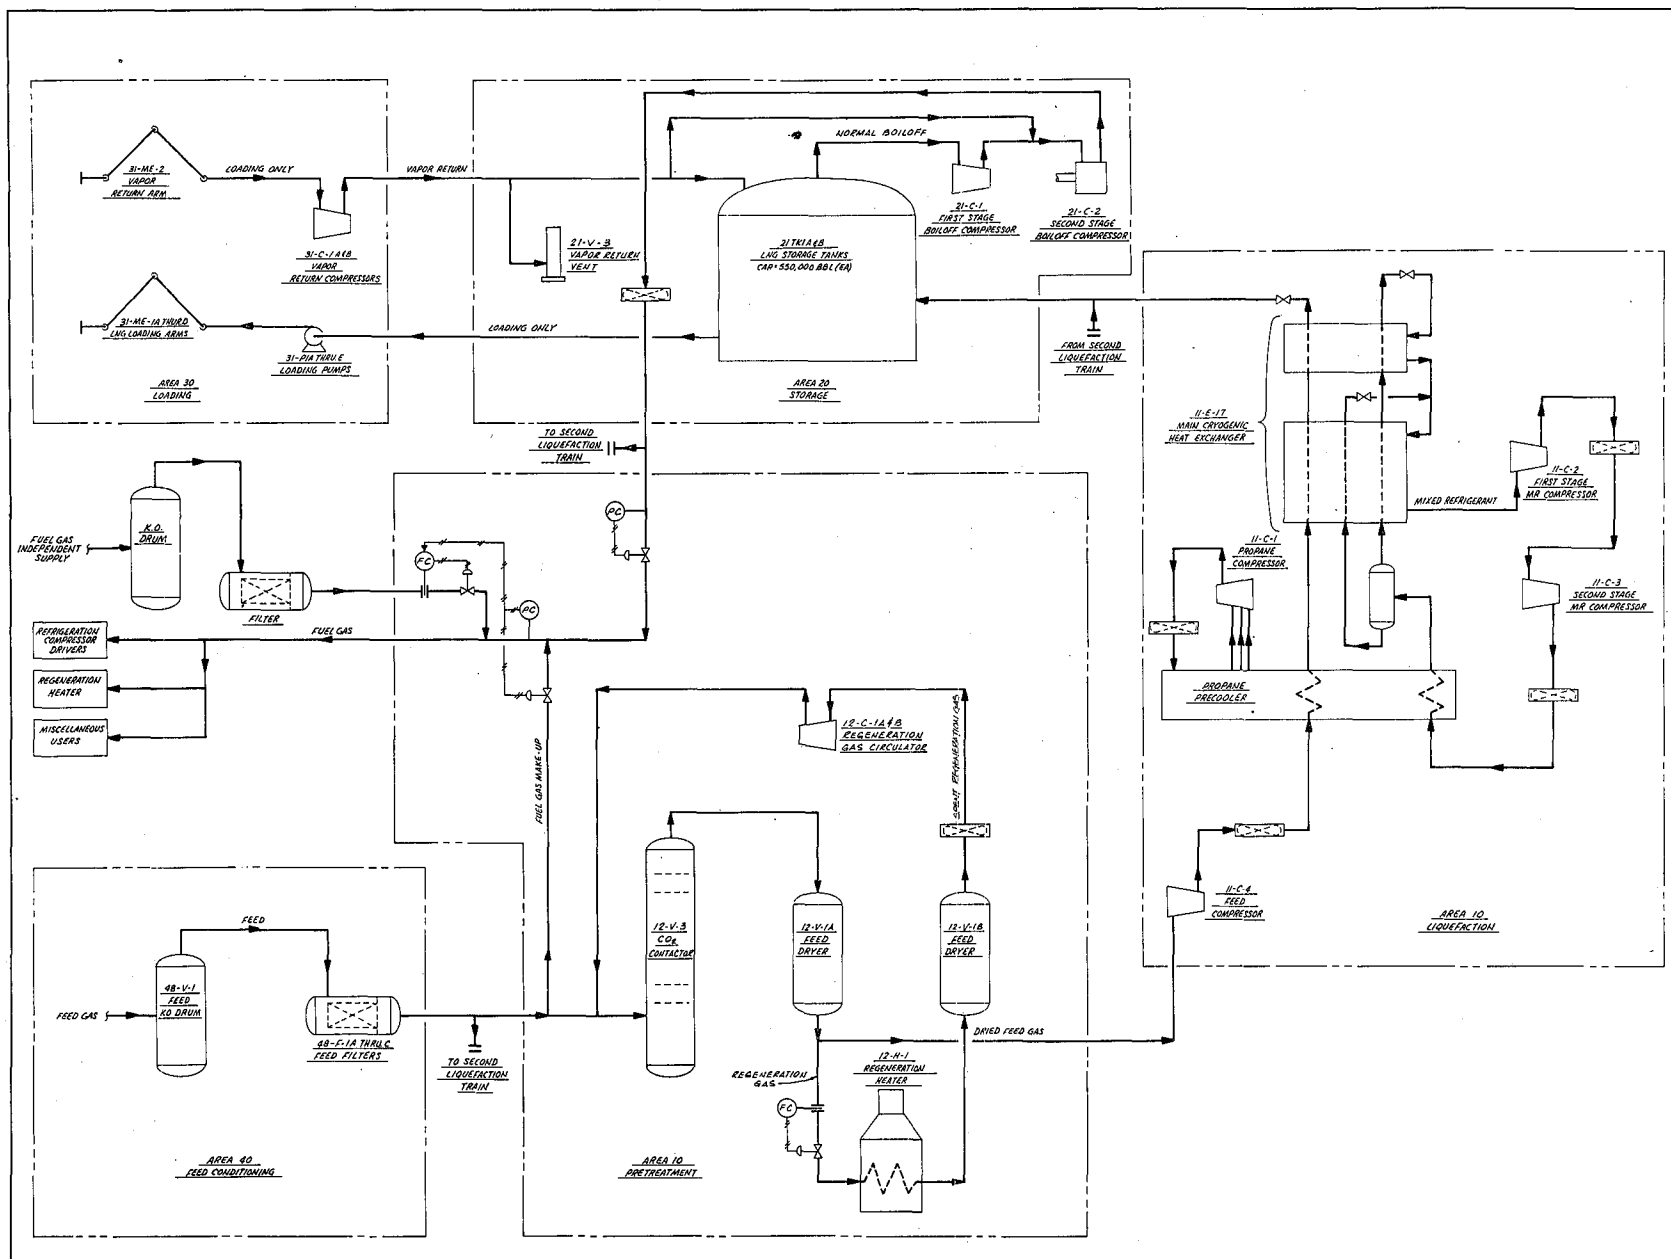 31-ME-2
VAPOR
RETURN ARM
LOADING ONLY
31-C-1A&B
VAPOR
RETURN COMPRESSORS
VAPOR RETURN
31-ME-1A THRU D
LNG LOADING ARMS
31-P1A THRU E
LOADING PUMPS
LOADING ONLY
AREA 30
LOADING
21-V-3
VAPOR RETURN
VENT
NORMAL BOILOFF
21-C-1
FIRST STAGE
BOILOFF COMPRESSOR
21-C-2
SECOND STAGE
BOILOFF COMPRESSOR
21TK1A&B
LNG STORAGE TANKS
CAP=550,000 BBL (EA)
AREA 20
STORAGE
FROM SECOND
LIQUEFACTION
TRAIN
TO SECOND
LIQUEFACTION
TRAIN
11-E-17
MAIN CRYOGENIC
HEAT EXCHANGER
MIXED REFRIGERANT
11-C-2
FIRST STAGE
MR COMPRESSOR
11-C-1
PROPANE
COMPRESSOR
11-C-3
SECOND STAGE
MR COMPRESSOR
PROPANE
PRECOOLER
11-C-4
FEED
COMPRESSOR
AREA 10
LIQUEFACTION
FUEL GAS
INDEPENDENT
SUPPLY
K.O.
DRUM
FILTER
FC
PC
PC
FUEL GAS
REFRIGERATION
COMPRESSOR
DRIVERS
REGENERATION
HEATER
MISCELLANEOUS
USERS
FUEL GAS MAKE-UP
12-C-1A&B
REGENERATION
GAS CIRCULATOR
SPENT REGENERATION GAS
12-V-3
CO2
CONTACTOR
12-V-1A
FEED
DRYER
12-V-1B
FEED
DRYER
DRIED FEED GAS
REGENERATION
GAS
FC
12-H-1
REGENERATION
HEATER
AREA 10
PRETREATMENT
FEED
FEED GAS
48-V-1
FEED
KO DRUM
48-F-1A THRU C
FEED FILTERS
TO SECOND
LIQUEFACTION
TRAIN
AREA 40
FEED CONDITIONING